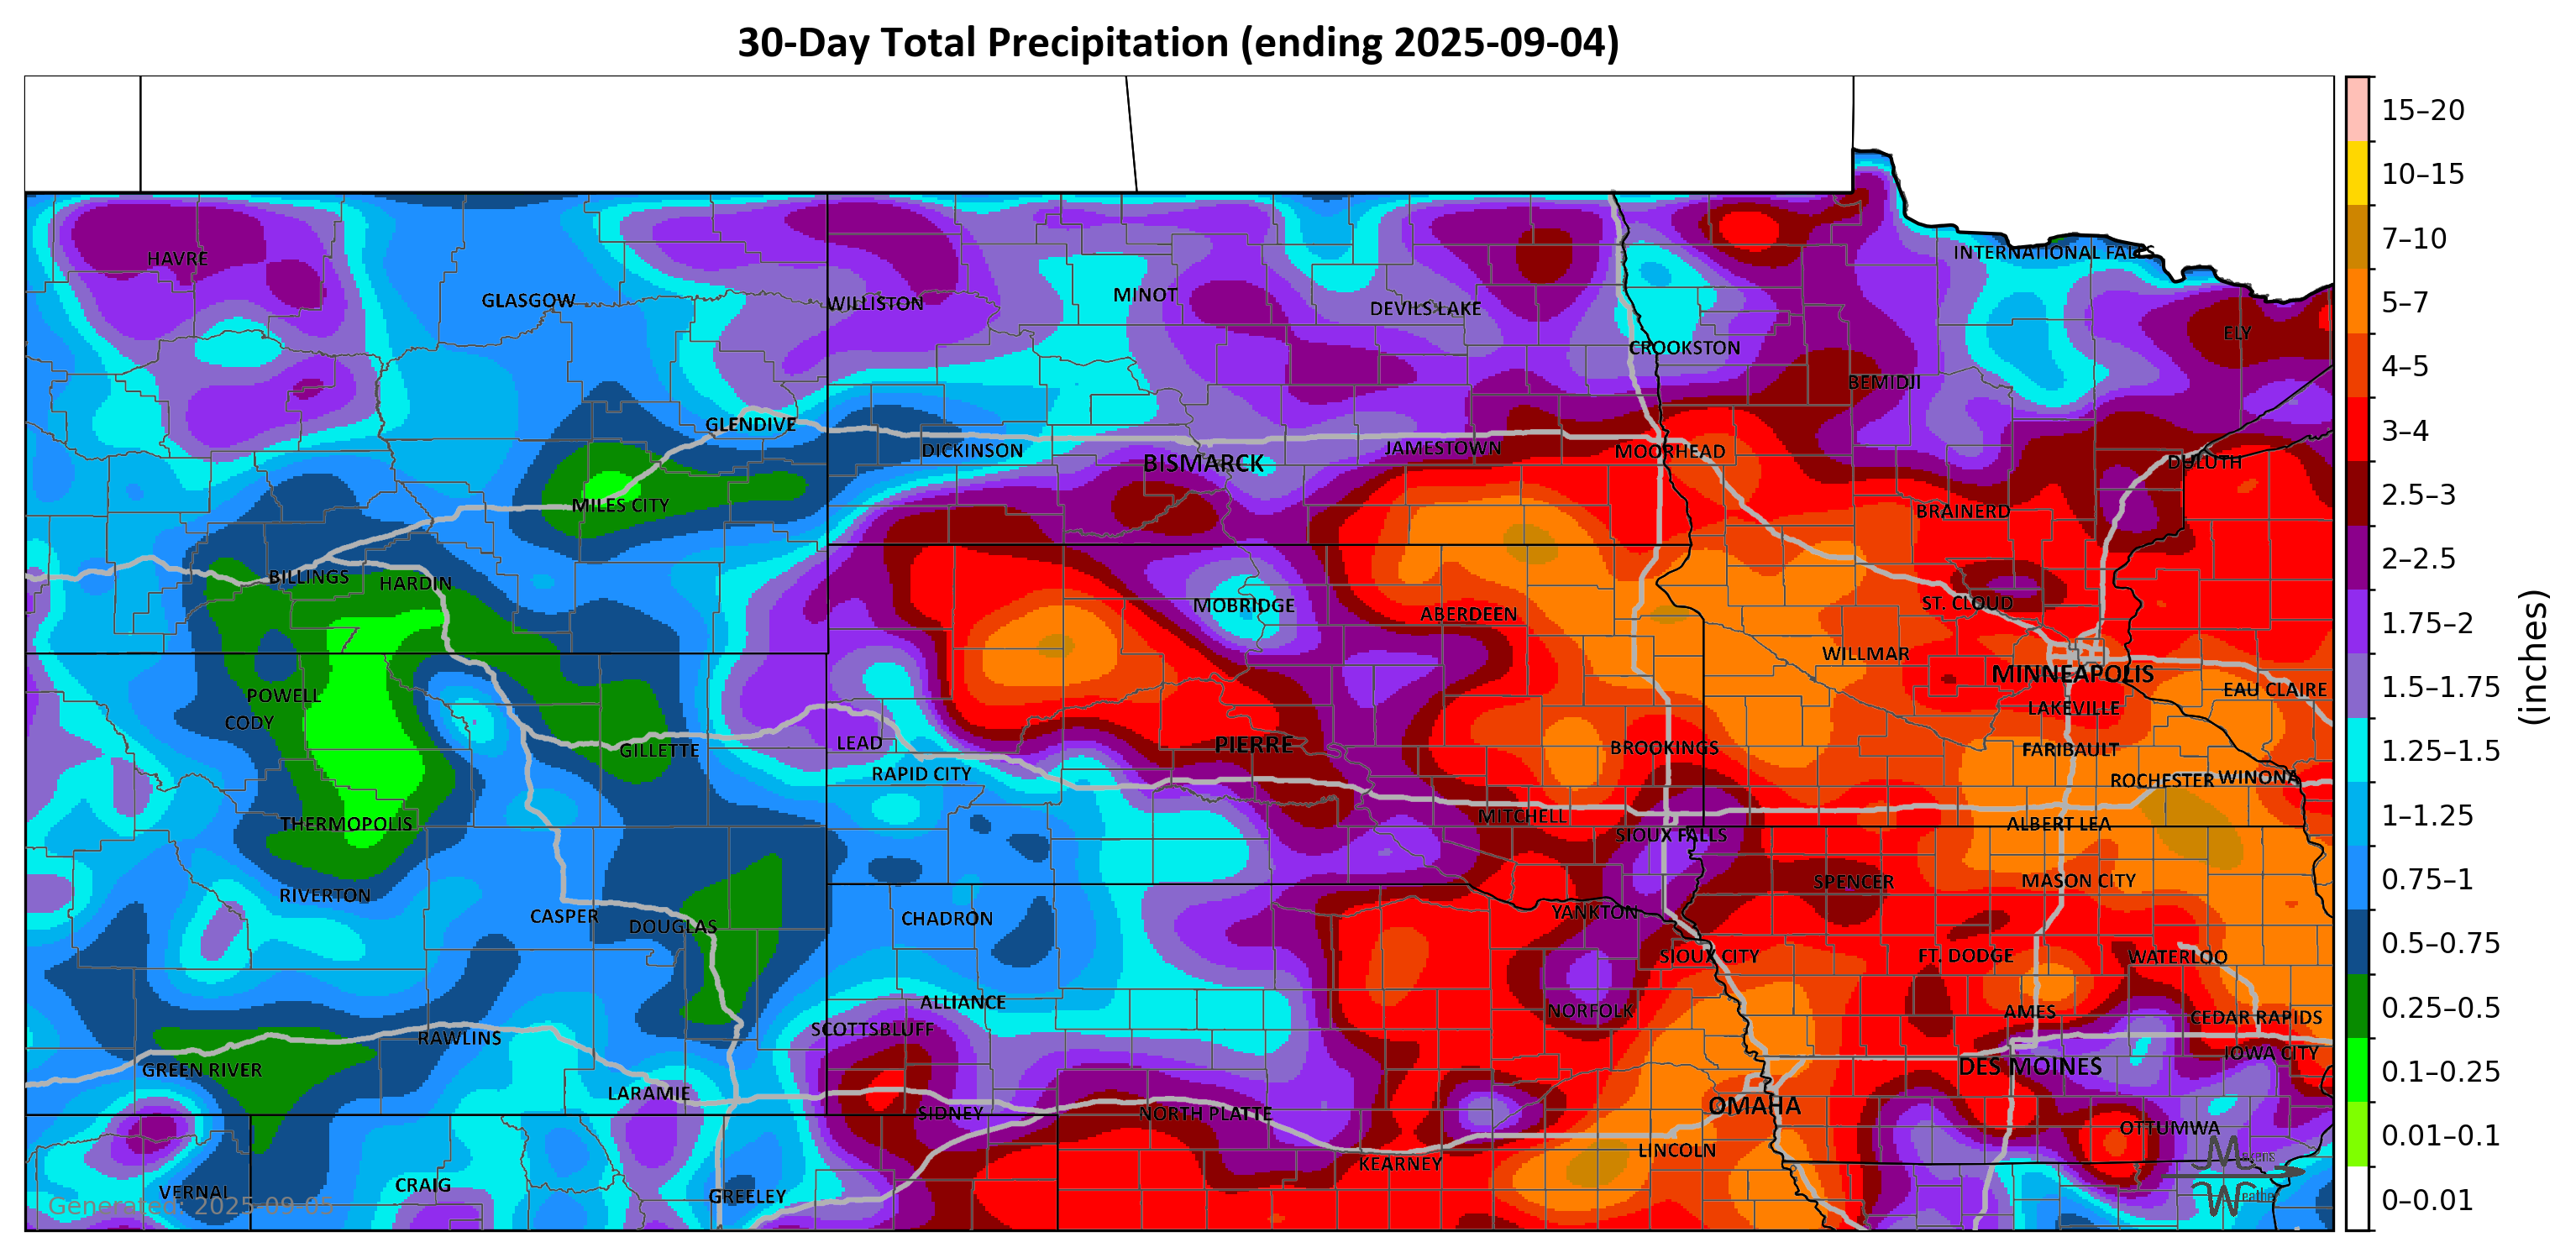 30-Day Total Precipitation (ending 2025-09-04)
15–20
10–15
7–10
5–7
4–5
3–4
2.5–3
2–2.5
1.75–2
1.5–1.75
1.25–1.5
1–1.25
0.75–1
0.5–0.75
0.25–0.5
0.1–0.25
0.01–0.1
0–0.01
(inches)
HAVRE
INTERNATIONAL FALLS
GLASGOW
WILLISTON
MINOT
DEVILS LAKE
ELY
CROOKSTON
BEMIDJI
GLENDIVE
DICKINSON
BISMARCK
JAMESTOWN
MOORHEAD
DULUTH
MILES CITY
BRAINERD
BILLINGS
HARDIN
MOBRIDGE
ABERDEEN
ST. CLOUD
WILLMAR
MINNEAPOLIS
POWELL
EAU CLAIRE
CODY
LAKEVILLE
GILLETTE
LEAD
PIERRE
BROOKINGS
FARIBAULT
RAPID CITY
ROCHESTER
WINONA
THERMOPOLIS
MITCHELL
SIOUX FALLS
ALBERT LEA
RIVERTON
SPENCER
MASON CITY
CASPER
DOUGLAS
CHADRON
YANKTON
SIOUX CITY
FT. DODGE
WATERLOO
ALLIANCE
NORFOLK
AMES
CEDAR RAPIDS
SCOTTSBLUFF
RAWLINS
GREEN RIVER
DES MOINES
IOWA CITY
LARAMIE
SIDNEY
NORTH PLATTE
OMAHA
OTTUMWA
LINCOLN
KEARNEY
VERNAL
CRAIG
GREELEY
Generated: 2025-09-05
Weather